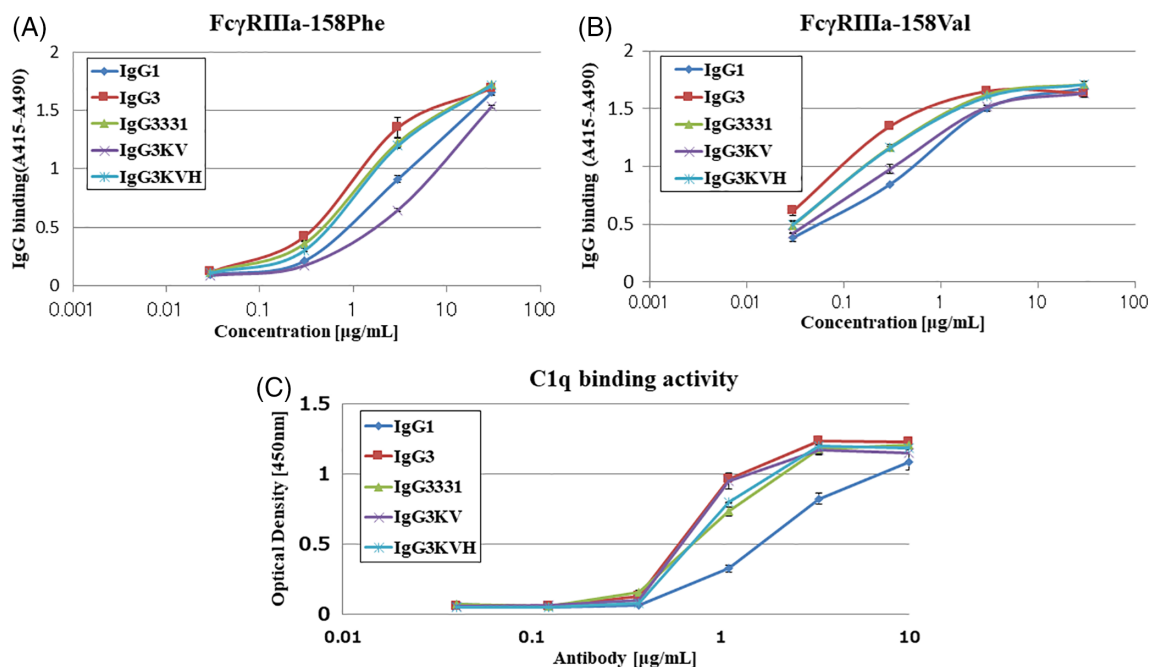 (A)
FcγRIIIa-158Phe
IgG binding(A415-A490)
2
1.5
1
0.5
0
IgG1
IgG3
IgG3331
IgG3KV
IgG3KVH
0.001
0.01
0.1
1
10
100
Concentration [µg/mL]
(B)
FcγRIIIa-158Val
IgG binding (A415-A490)
2
1.5
1
0.5
0
IgG1
IgG3
IgG3331
IgG3KV
IgG3KVH
0.001
0.01
0.1
1
10
100
Concentration [µg/mL]
(C)
C1q binding activity
Optical Density [450nm]
1.5
1
0.5
0
IgG1
IgG3
IgG3331
IgG3KV
IgG3KVH
0.01
0.1
1
10
Antibody [µg/mL]